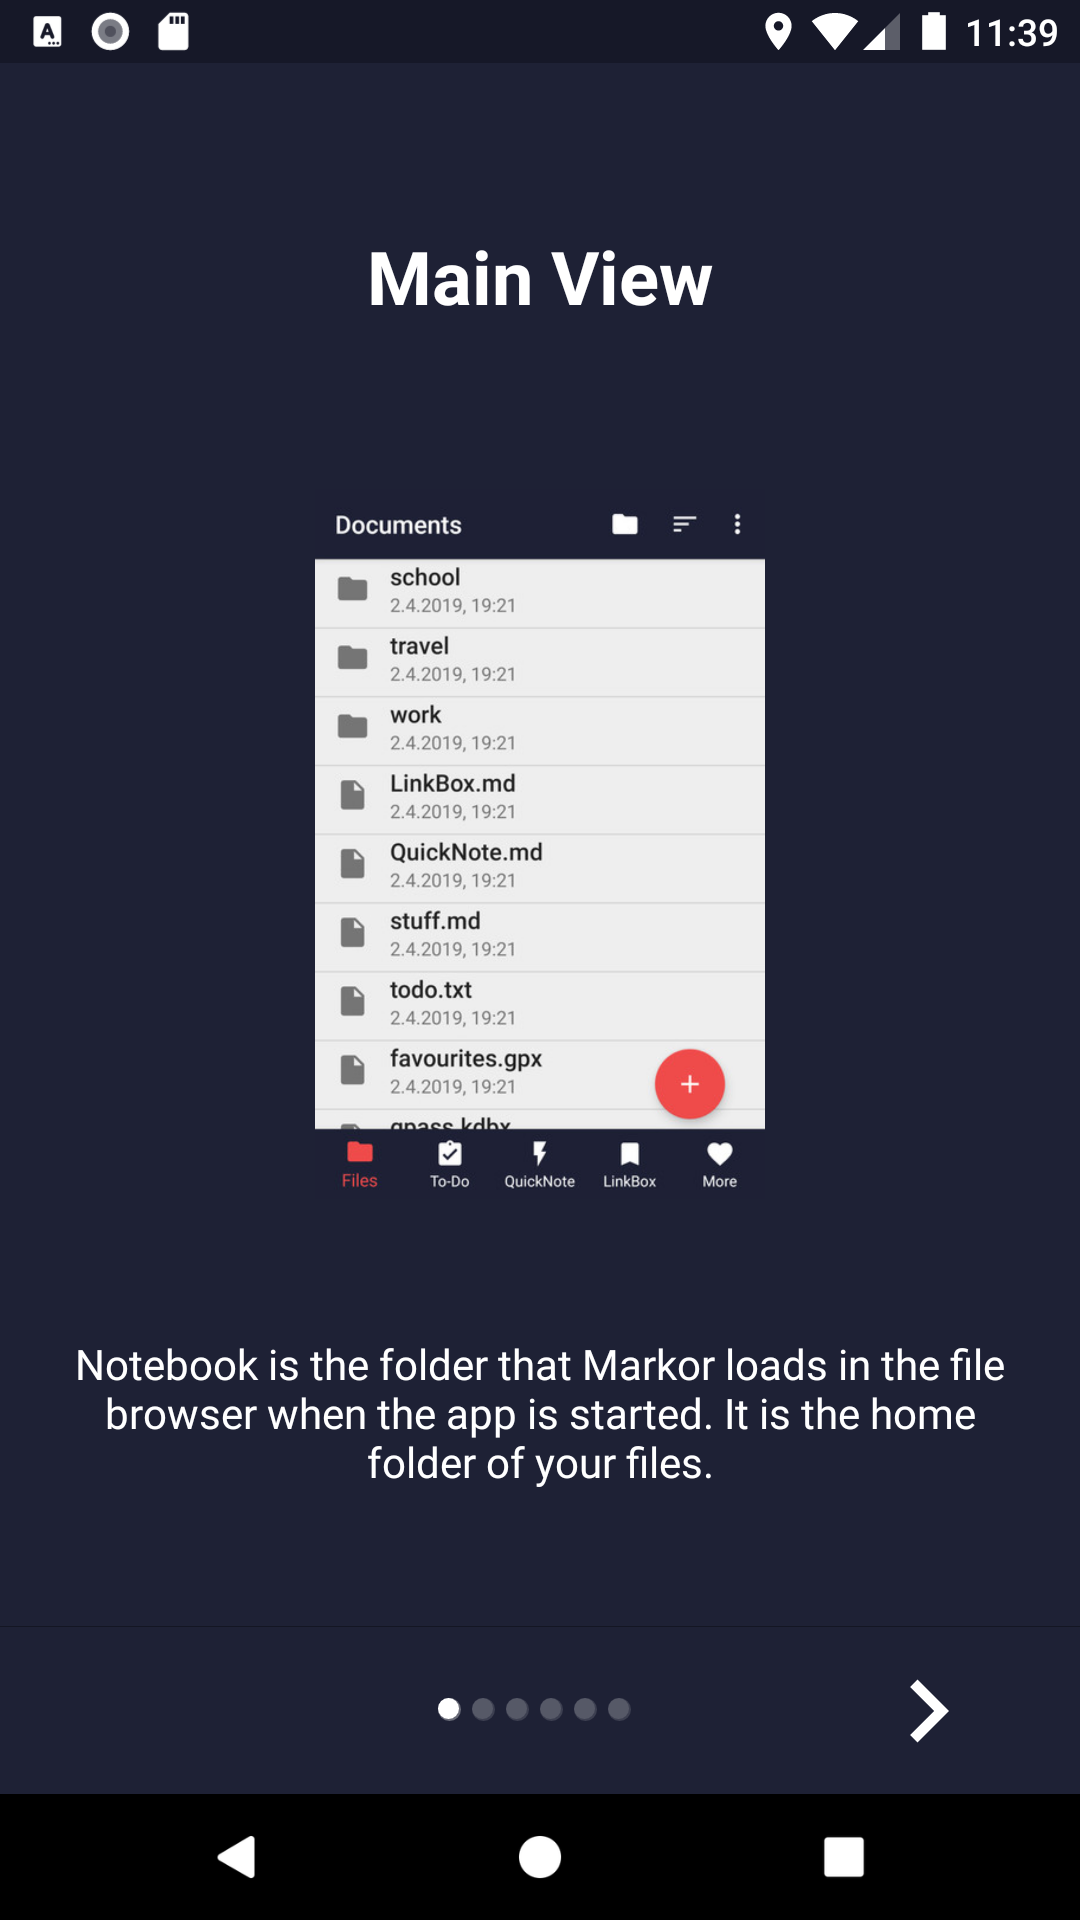 11:39
Main View
Documents
school
2.4.2019, 19:21
travel
2.4.2019, 19:21
work
2.4.2019, 19:21
LinkBox.md
2.4.2019, 19:21
QuickNote.md
2.4.2019, 19:21
stuff.md
2.4.2019, 19:21
todo.txt
2.4.2019, 19:21
favourites.gpx
2.4.2019, 19:21
gpass.kdbx
Files To-Do QuickNote LinkBox More
Notebook is the folder that Markor loads in the file
browser when the app is started. It is the home
folder of your files.